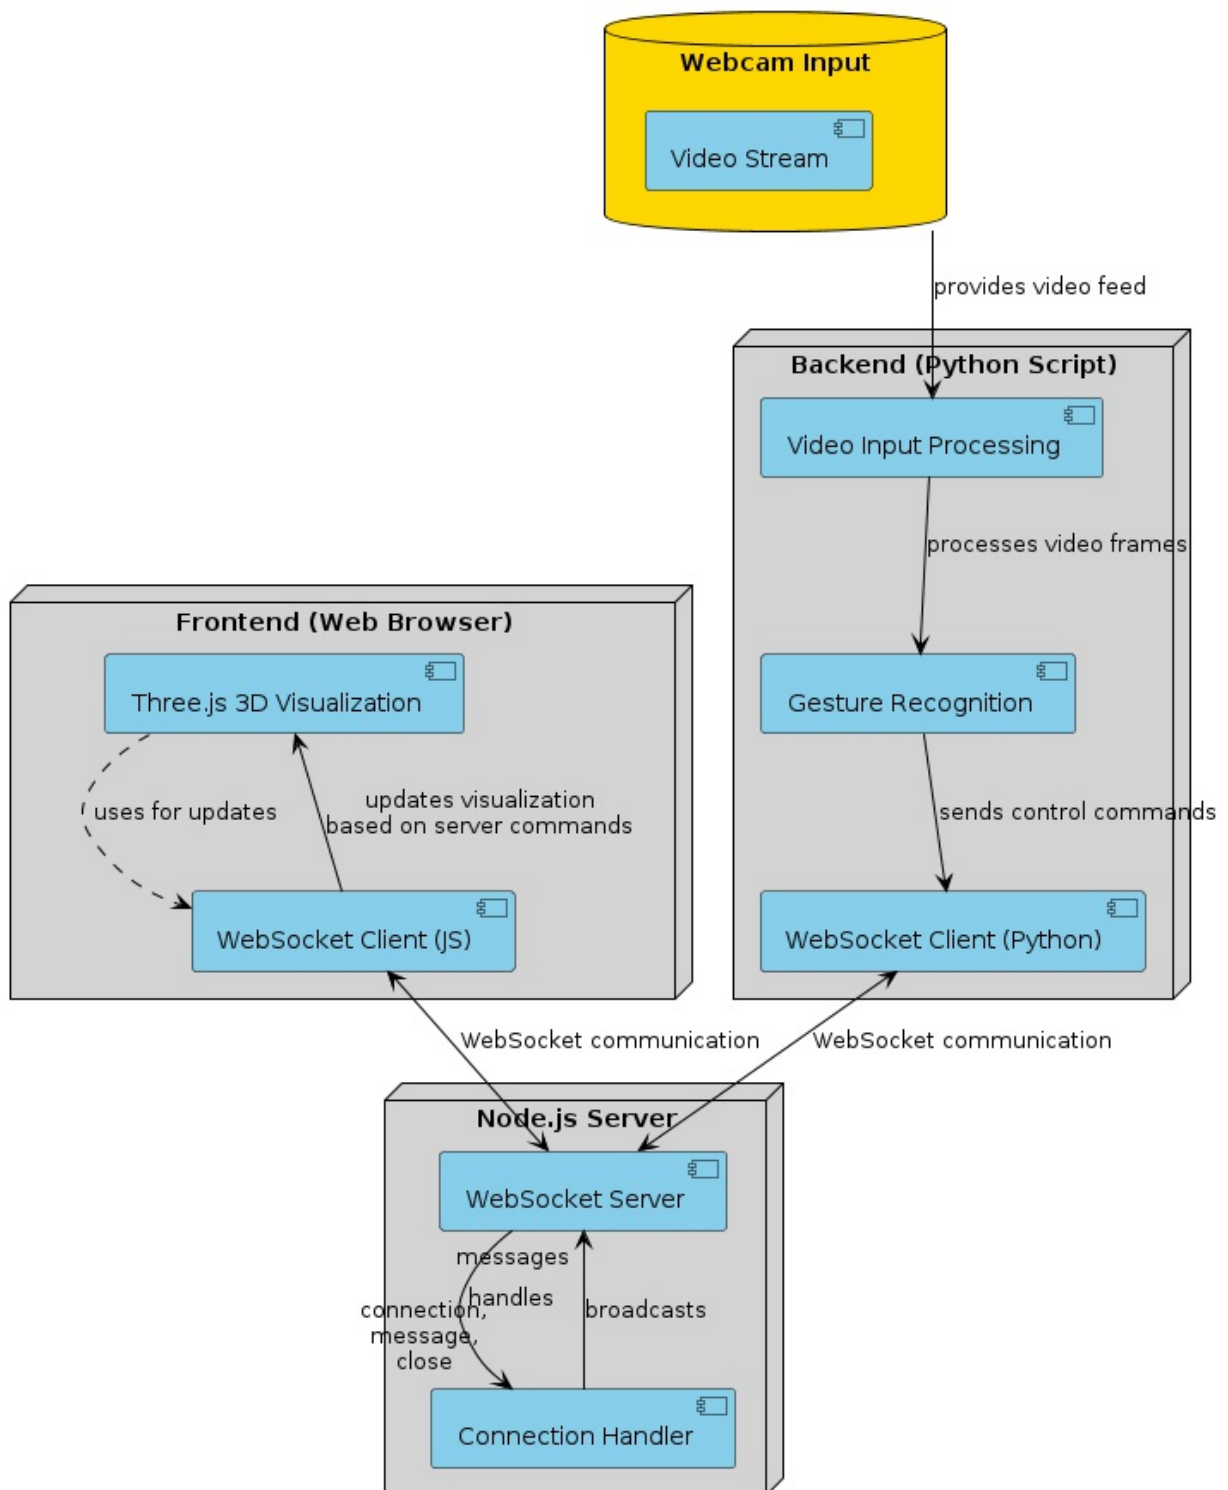 Webcam Input
Video Stream
provides video feed
Backend (Python Script)
Video Input Processing
processes video frames
Frontend (Web Browser)
Three.js 3D Visualization
Gesture Recognition
uses for updates
updates visualization
based on server commands
sends control commands
WebSocket Client (JS)
WebSocket Client (Python)
WebSocket communication
WebSocket communication
Node.js Server
WebSocket Server
messages
handles
connection,
message,
close
broadcasts
Connection Handler